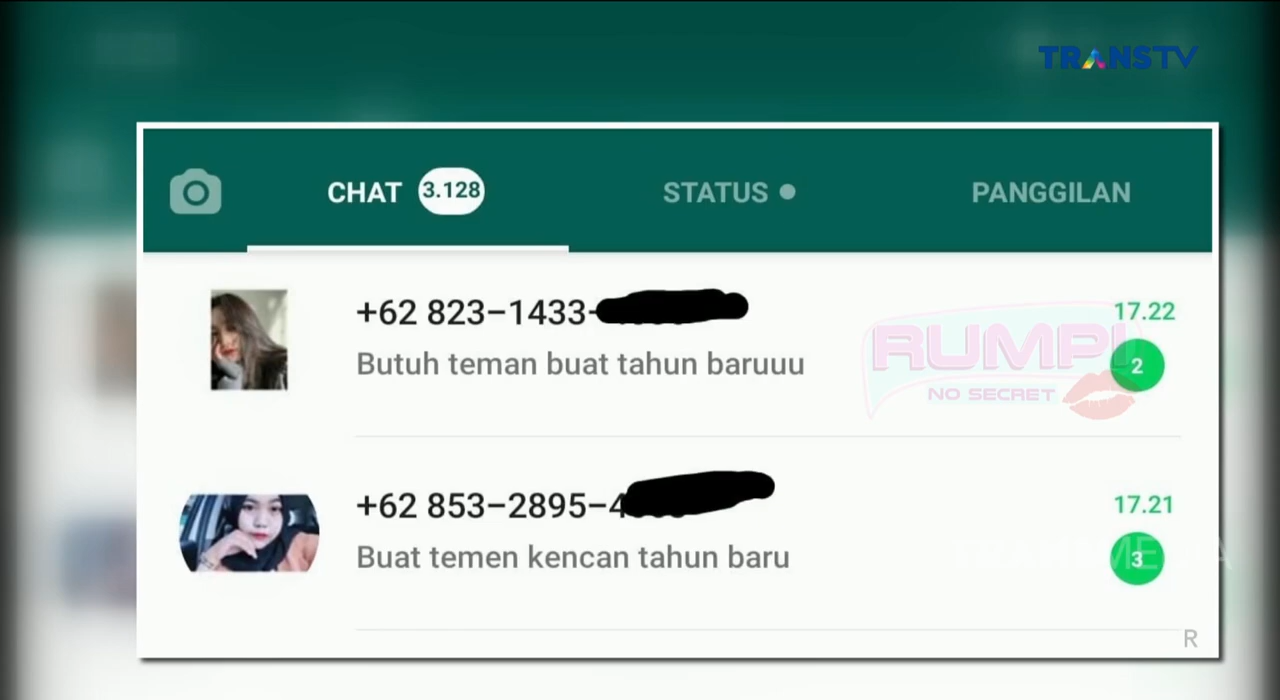 TRANSTV
CHAT 3.128 STATUS PANGGILAN
+62 823-1433- 17.22
Butuh teman buat tahun baruuu 2
RUMPI
NO SECRET
+62 853-2895-4 17.21
Buat temen kencan tahun baru 3
R